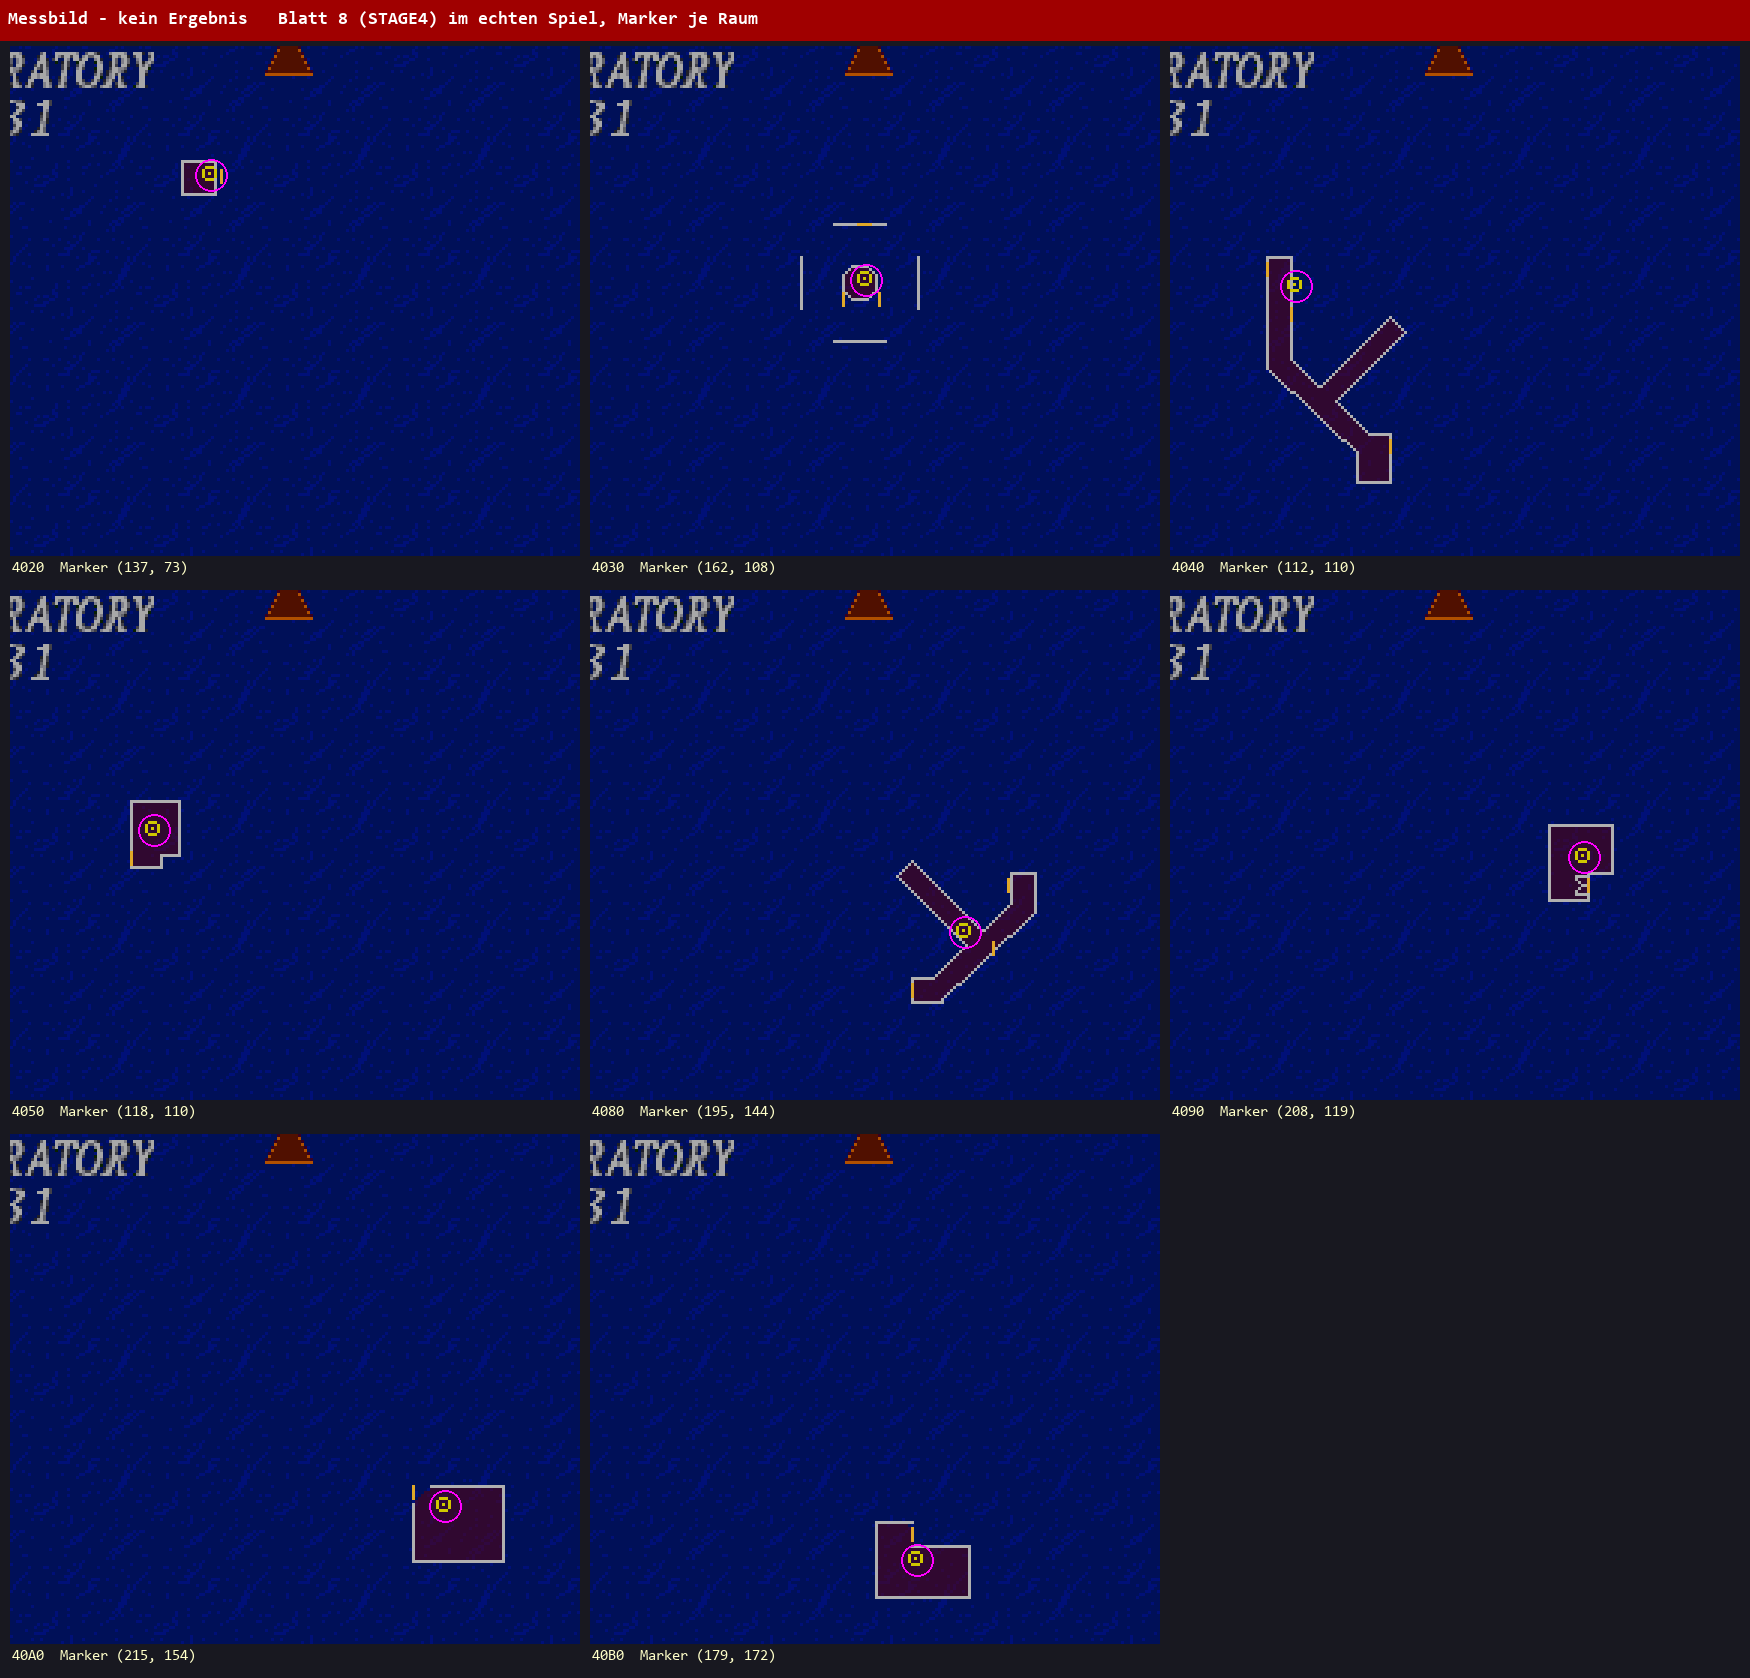 Messbild - kein Ergebnis   Blatt 8 (STAGE4) im echten Spiel, Marker je Raum
RATORY RATORY RATORY
31 31 31
4020  Marker (137, 73) 4030  Marker (162, 108) 4040  Marker (112, 110)
RATORY RATORY RATORY
31 31 31
4050  Marker (118, 110) 4080  Marker (195, 144) 4090  Marker (208, 119)
RATORY RATORY
31 31
40A0  Marker (215, 154) 40B0  Marker (179, 172)